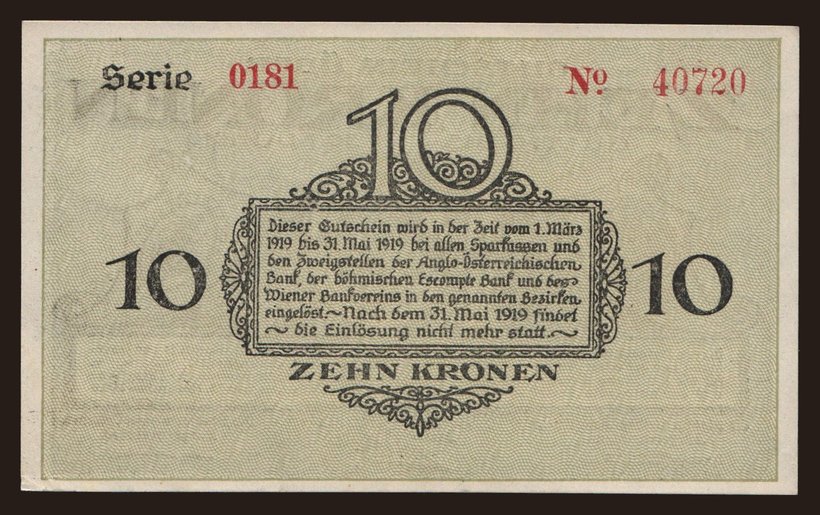 Serie 0181 No 40720
10
Dieser Gutschein wird in der Zeit vom 1. März
1919 bis 31. Mai 1919 bei allen Sparkassen und
den Zweigstellen der Anglo-Österreichischen
Bank, der böhmischen Escompte Bank und des
Wiener Bankvereins in den genannten Bezirken
eingelöst.~Nach dem 31. Mai 1919 findet
~ die Einlösung nicht mehr statt. ~
10 10
ZEHN KRONEN